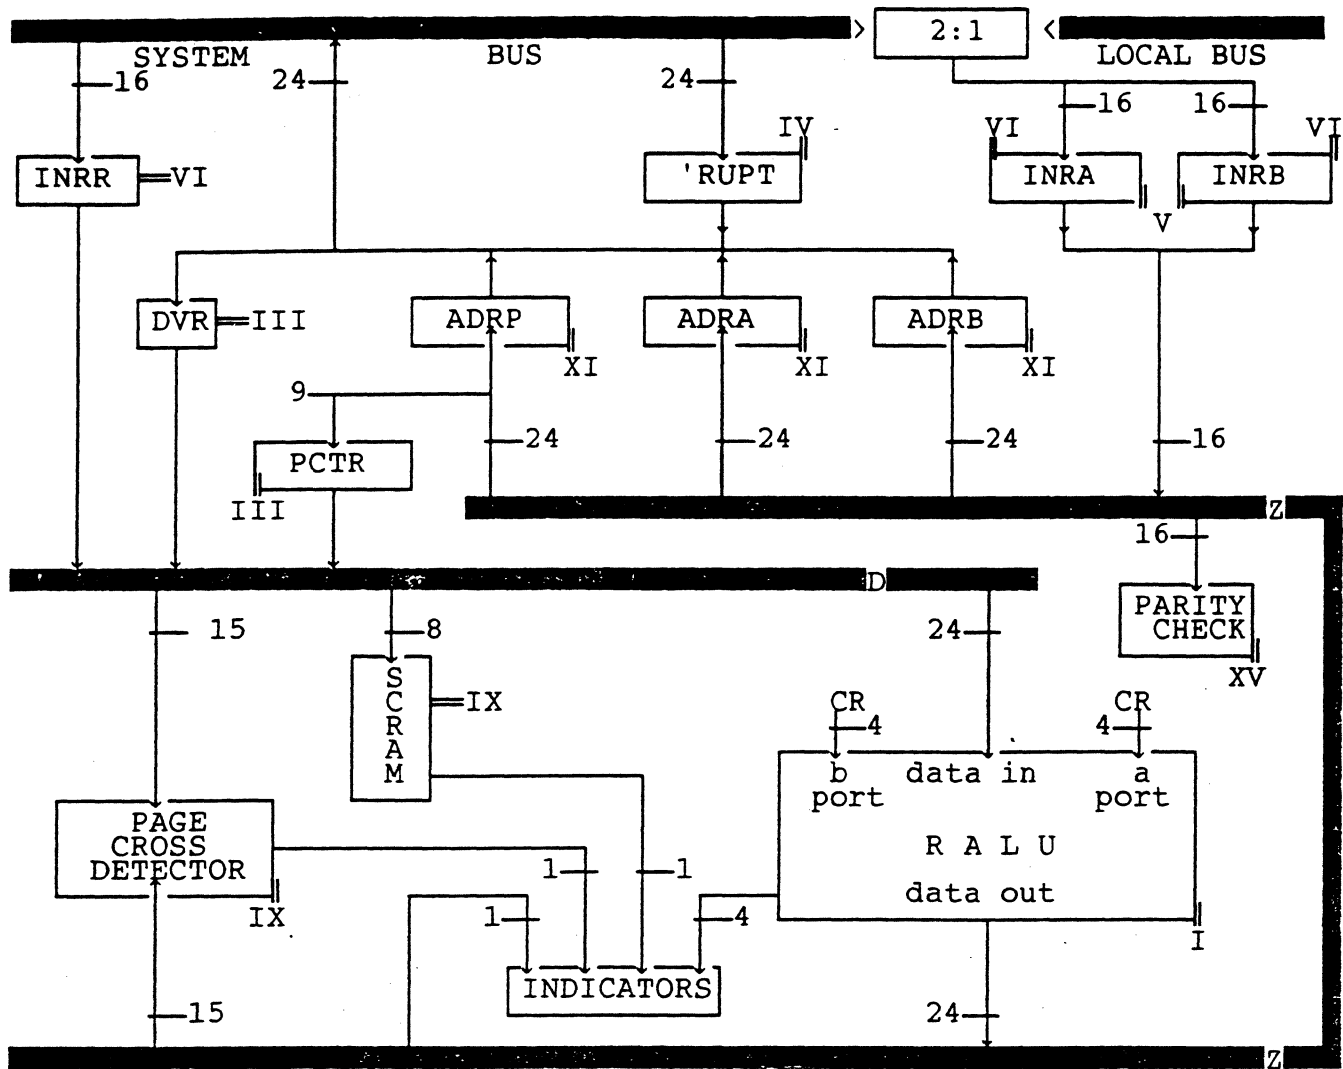 2:1
SYSTEM BUS LOCAL BUS
16 24 24 16 16
IV VI VI
INRR VI 'RUPT INRA INRB
V
DVR III ADRP ADRA ADRB
XI XI XI
9
24 24 24 16
PCTR
III
Z
16
D
15 8 24
PARITY
CHECK
XV
S
C
R
A
M
IX
CR CR
4 4
b data in a
port port
PAGE
CROSS
DETECTOR
R A L U
1 1
data out
IX 1 4
I
INDICATORS
15 24
Z